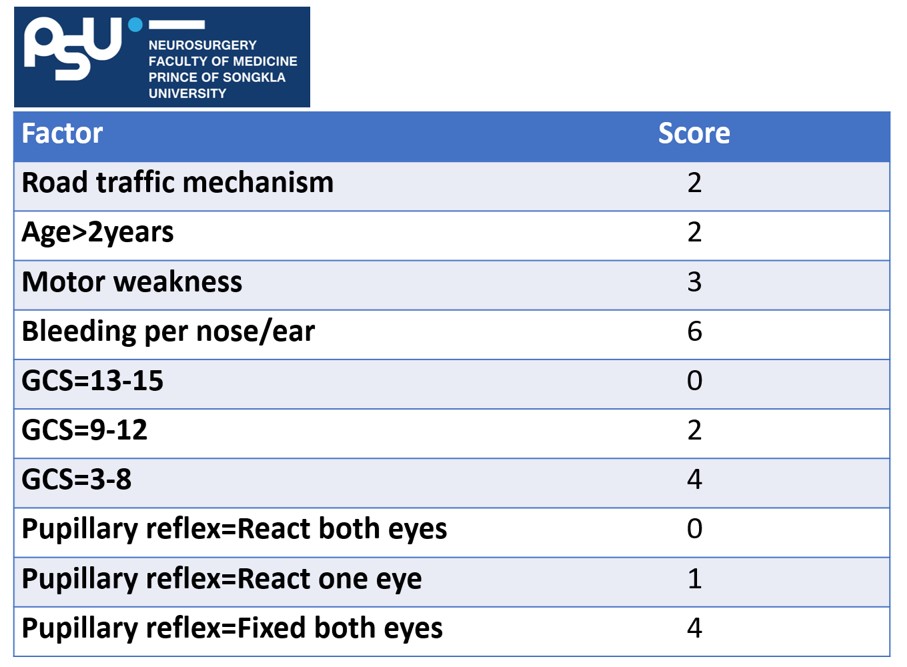 PSU
NEUROSURGERY
FACULTY OF MEDICINE
PRINCE OF SONGKLA
UNIVERSITY
Factor Score
Road traffic mechanism 2
Age>2years 2
Motor weakness 3
Bleeding per nose/ear 6
GCS=13-15 0
GCS=9-12 2
GCS=3-8 4
Pupillary reflex=React both eyes 0
Pupillary reflex=React one eye 1
Pupillary reflex=Fixed both eyes 4